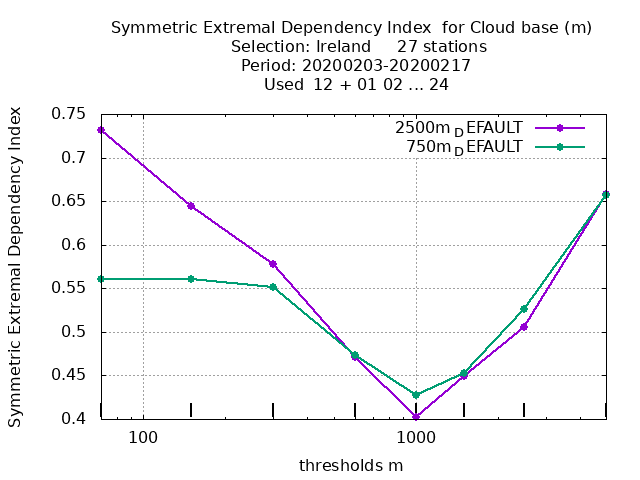 Symmetric Extremal Dependency Index  for Cloud base (m)
Selection: Ireland     27 stations
Period: 20200203-20200217
Used  12 + 01 02 ... 24
2500m_DEFAULT
750m_DEFAULT
Symmetric Extremal Dependency Index
0.75
0.7
0.65
0.6
0.55
0.5
0.45
0.4
100 1000
thresholds m